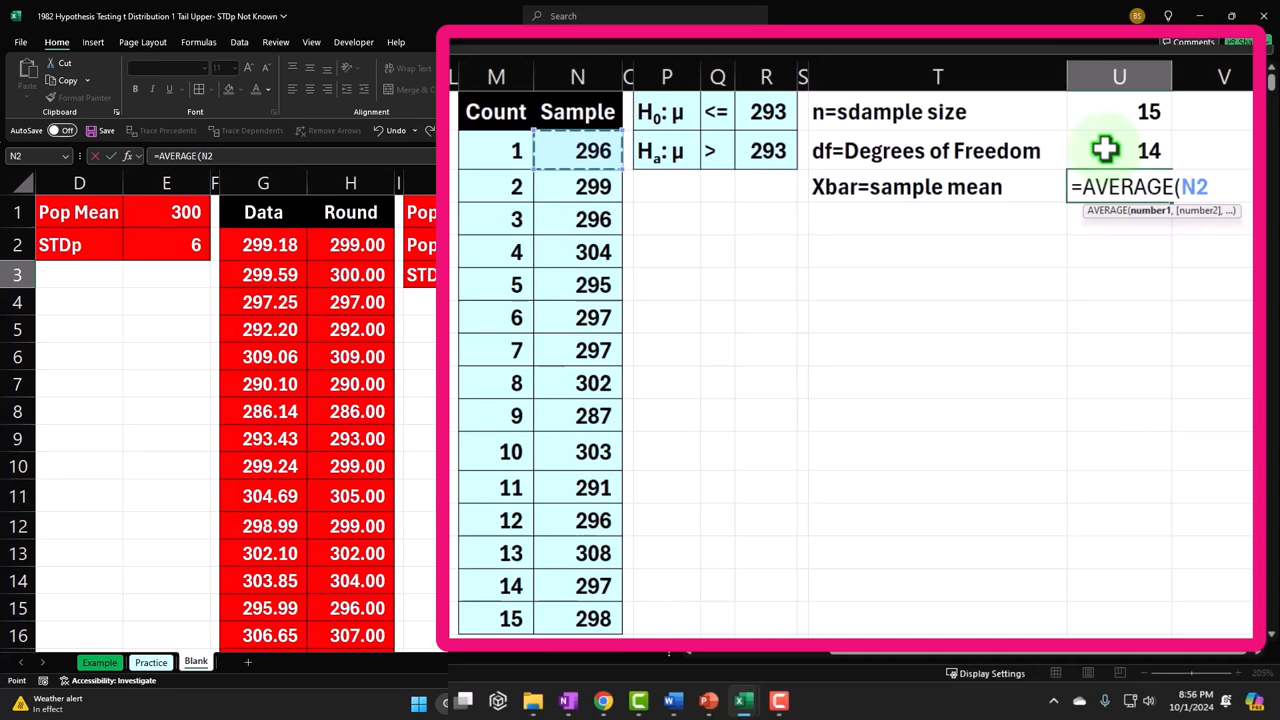 1982 Hypothesis Testing t Distribution 1 Tail Upper- STDp Not Known
Search
BS
File Home Insert Page Layout Formulas Data Review View Developer
Comments
Cut
Copy
Paste
Format Painter
Clipboard
Font
Wrap Text
Merge
AutoSave Off Save Trace Precedents Trace Dependents Remove Arrows Undo
N2 =AVERAGE(N2
D E F G H I
1 Pop Mean 300 Data Round
2 STDp 6 299.18 299.00
3 299.59 300.00 STD
4 297.25 297.00
5 292.20 292.00
6 309.06 309.00
7 290.10 290.00
8 286.14 286.00
9 293.43 293.00
10 299.24 299.00
11 304.69 305.00
12 298.99 299.00
13 302.10 302.00
14 303.85 304.00
15 295.99 296.00
16 306.65 307.00
L M N P Q R S T U V
Count Sample H0: µ <= 293 n=sdample size 15
1 296 Ha: µ > 293 df=Degrees of Freedom 14
2 299 Xbar=sample mean =AVERAGE(N2
AVERAGE(number1, [number2], ...)
3 296
4 304
5 295
6 297
7 297
8 302
9 287
10 303
11 291
12 296
13 308
14 297
15 298
Example Practice Blank
Point Accessibility: Investigate
Display Settings
205%
Weather alert
In effect
8:56 PM
10/1/2024